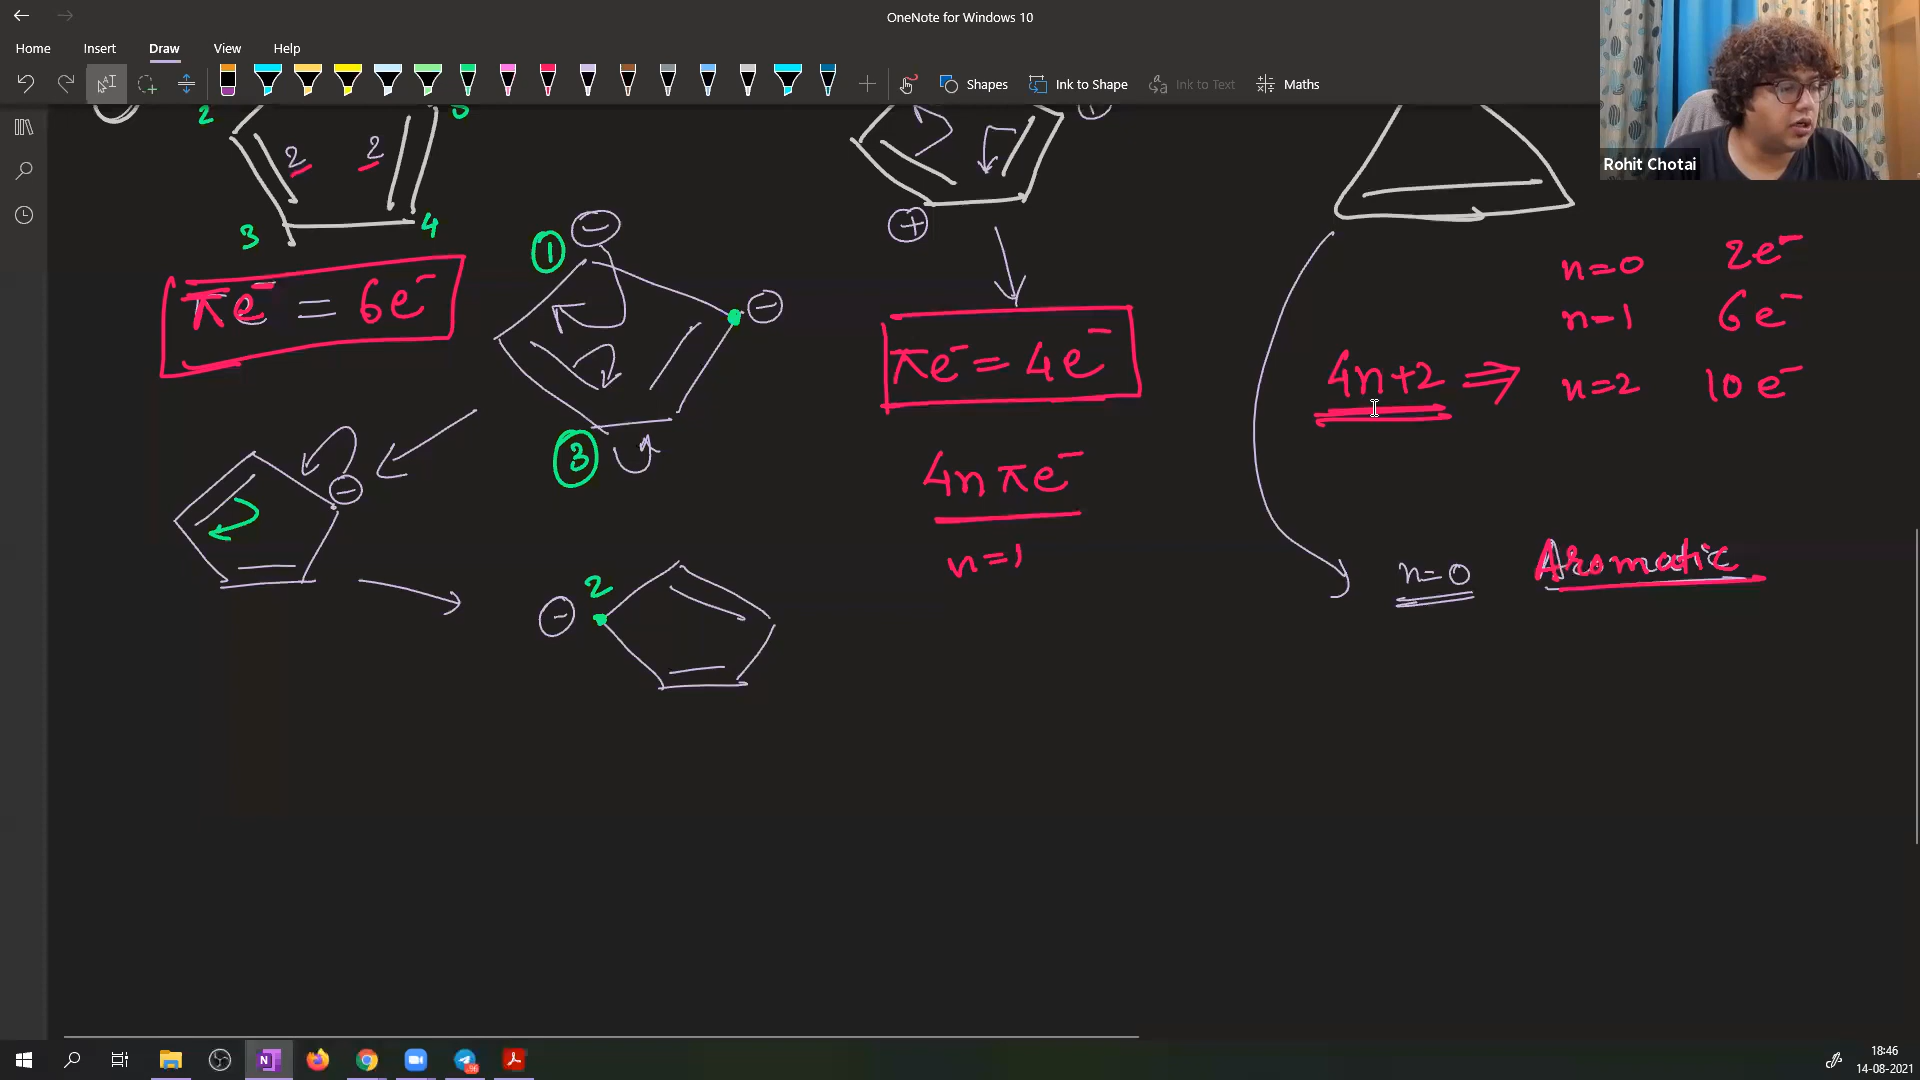 OneNote for Windows 10
Home Insert Draw View Help
Shapes Ink to Shape Ink to Text Maths
Rohit Chotai
2
2 2
3 4
πe⁻ = 6e⁻
1
3
2
πe⁻ = 4e⁻
4n πe⁻
n=1
n=0 2e⁻
n=1 6e⁻
4n+2 ⇒ n=2 10e⁻
n=0 Aromatic
18:46
14-08-2021